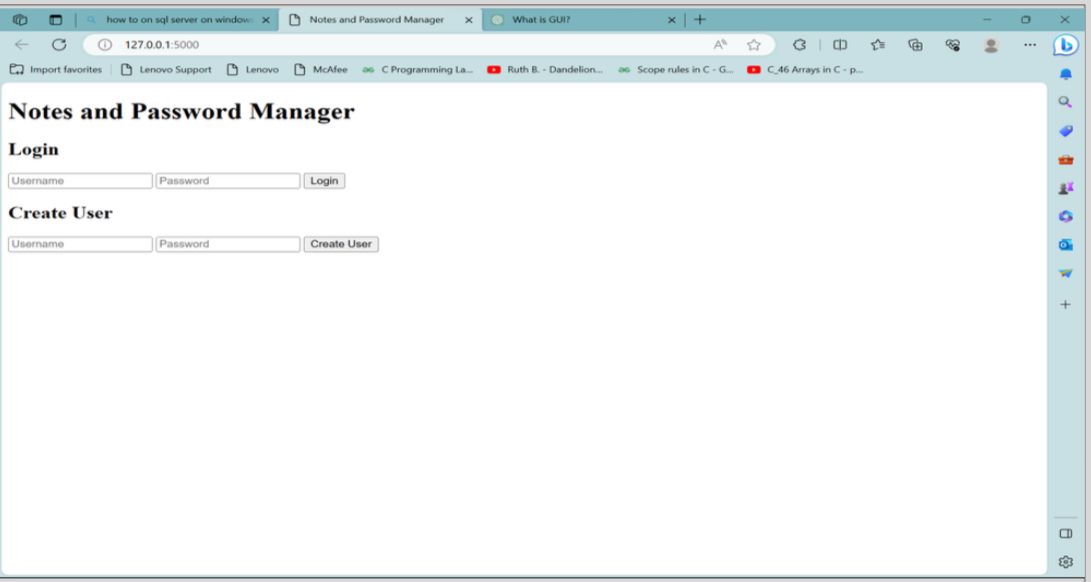 how to on sql server on window: Notes and Password Manager What is GUI?
127.0.0.1:5000
Import favorites Lenovo Support Lenovo McAfee C Programming La... Ruth B. - Dandelion... Scope rules in C - G... C_46 Arrays in C - p...
Notes and Password Manager
Login
Username Password Login
Create User
Username Password Create User